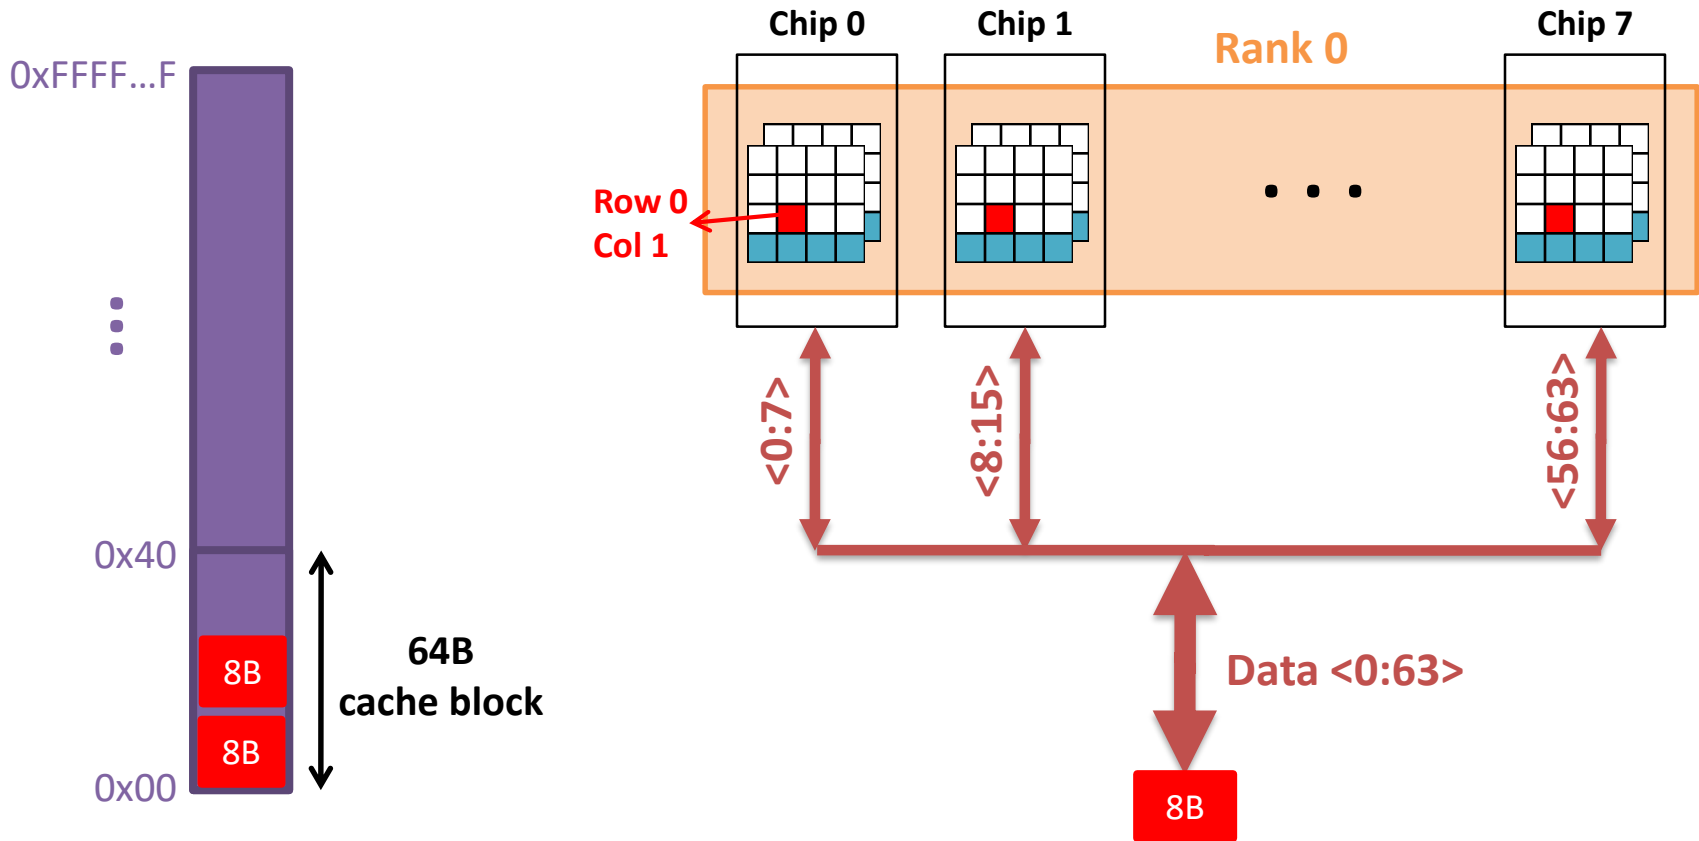 Chip 0
Chip 1
Chip 7
Rank 0
0xFFFF...F
Row 0
Col 1
<0:7>
<8:15>
<56:63>
0x40
64B
cache block
8B
8B
0x00
Data <0:63>
8B